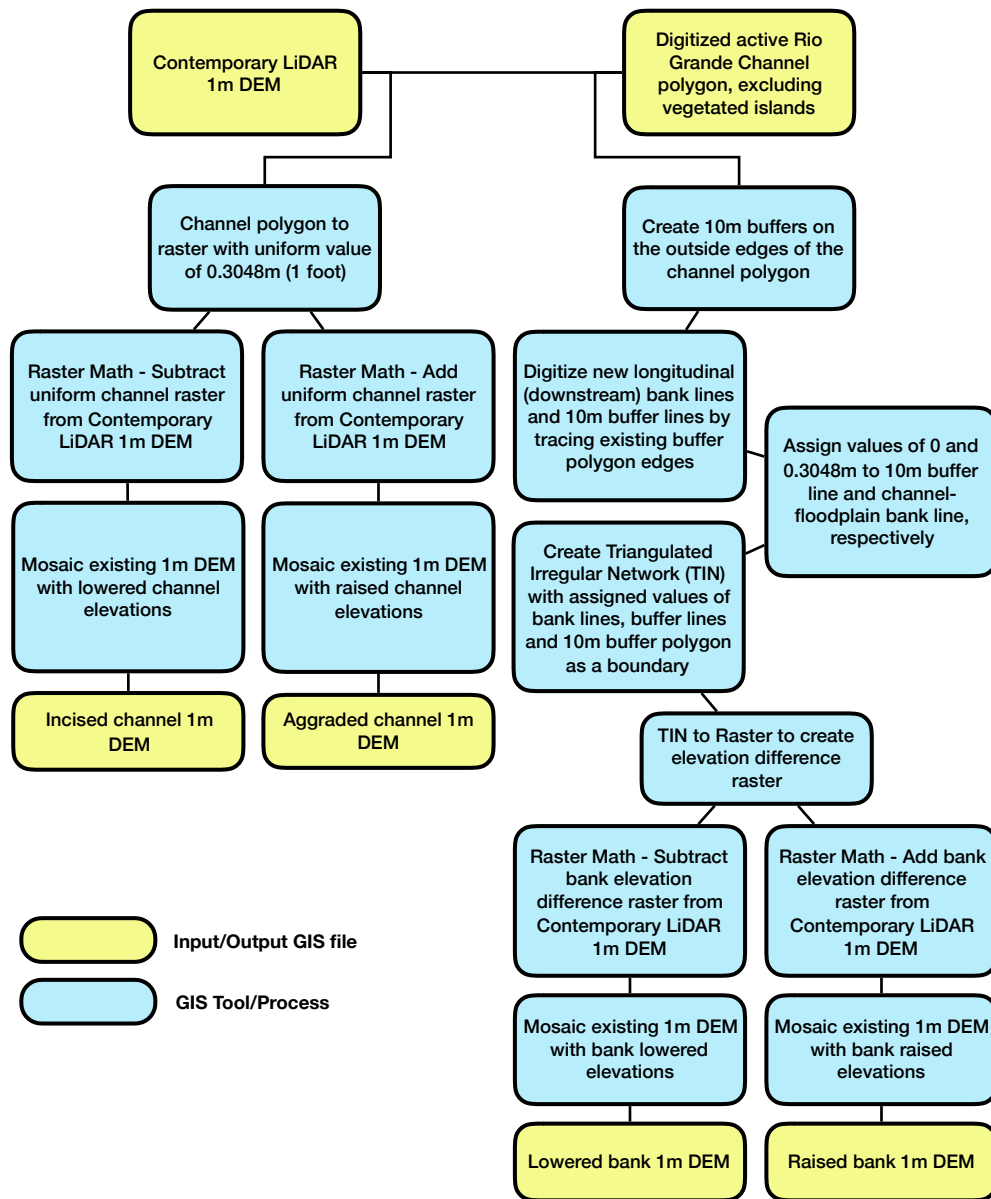 Contemporary LiDAR
1m DEM
Digitized active Rio
Grande Channel
polygon, excluding
vegetated islands
Channel polygon to
raster with uniform value
of 0.3048m (1 foot)
Create 10m buffers on
the outside edges of the
channel polygon
Raster Math - Subtract
uniform channel raster
from Contemporary
LiDAR 1m DEM
Raster Math - Add
uniform channel raster
from Contemporary
LiDAR 1m DEM
Digitize new longitudinal
(downstream) bank lines
and 10m buffer lines by
tracing existing buffer
polygon edges
Assign values of 0 and
0.3048m to 10m buffer
line and channel-
floodplain bank line,
respectively
Mosaic existing 1m DEM
with lowered channel
elevations
Mosaic existing 1m DEM
with raised channel
elevations
Create Triangulated
Irregular Network (TIN)
with assigned values of
bank lines, buffer lines
and 10m buffer polygon
as a boundary
Incised channel 1m
DEM
Aggraded channel 1m
DEM
TIN to Raster to create
elevation difference
raster
Raster Math - Subtract
bank elevation
difference raster from
Contemporary LiDAR
1m DEM
Raster Math - Add bank
elevation difference
raster from
Contemporary LiDAR
1m DEM
Input/Output GIS file
GIS Tool/Process
Mosaic existing 1m DEM
with bank lowered
elevations
Mosaic existing 1m DEM
with bank raised
elevations
Lowered bank 1m DEM
Raised bank 1m DEM